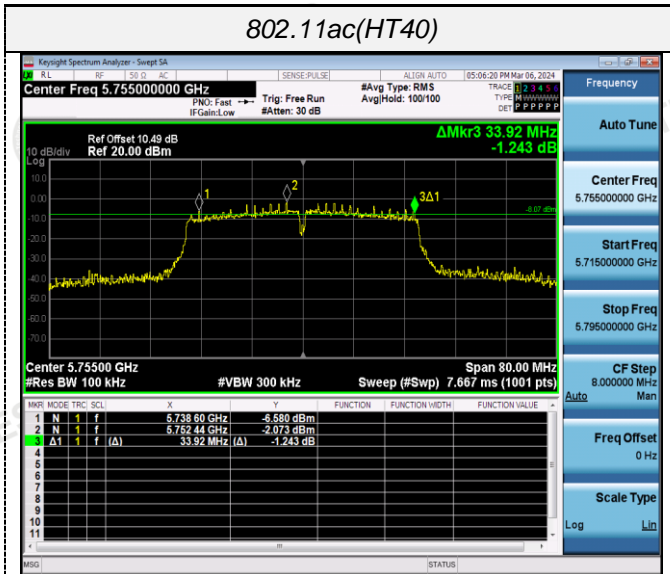 802.11ac(HT40)
Keysight Spectrum Analyzer - Swept SA
RL RF 50 Ω AC SENSE:PULSE ALIGN AUTO 05:06:20 PM Mar 06, 2024
Center Freq 5.755000000 GHz
PNO: Fast
IFGain:Low
Trig: Free Run
#Atten: 30 dB
#Avg Type: RMS
Avg|Hold: 100/100
TRACE 1 2 3 4 5 6
TYPE M WWWWW
DET P P P P P P
Ref Offset 10.49 dB
Ref 20.00 dBm
10 dB/div
Log
ΔMkr3 33.92 MHz
-1.243 dB
10.0
0.00
-10.0
-20.0
-30.0
-40.0
-50.0
-60.0
-70.0
1
2
3Δ1
-8.07 dBm
Center 5.75500 GHz
Span 80.00 MHz
#Res BW 100 kHz
#VBW 300 kHz
Sweep (#Swp) 7.667 ms (1001 pts)
MKR MODE TRC SCL X Y FUNCTION FUNCTION WIDTH FUNCTION VALUE
1 N 1 f 5.738 60 GHz -6.580 dBm
2 N 1 f 5.752 44 GHz -2.073 dBm
3 Δ1 1 f (Δ) 33.92 MHz (Δ) -1.243 dB
4
5
6
7
8
9
10
11
MSG
STATUS
Frequency
Auto Tune
Center Freq
5.755000000 GHz
Start Freq
5.715000000 GHz
Stop Freq
5.795000000 GHz
CF Step
8.000000 MHz
Auto Man
Freq Offset
0 Hz
Scale Type
Log Lin